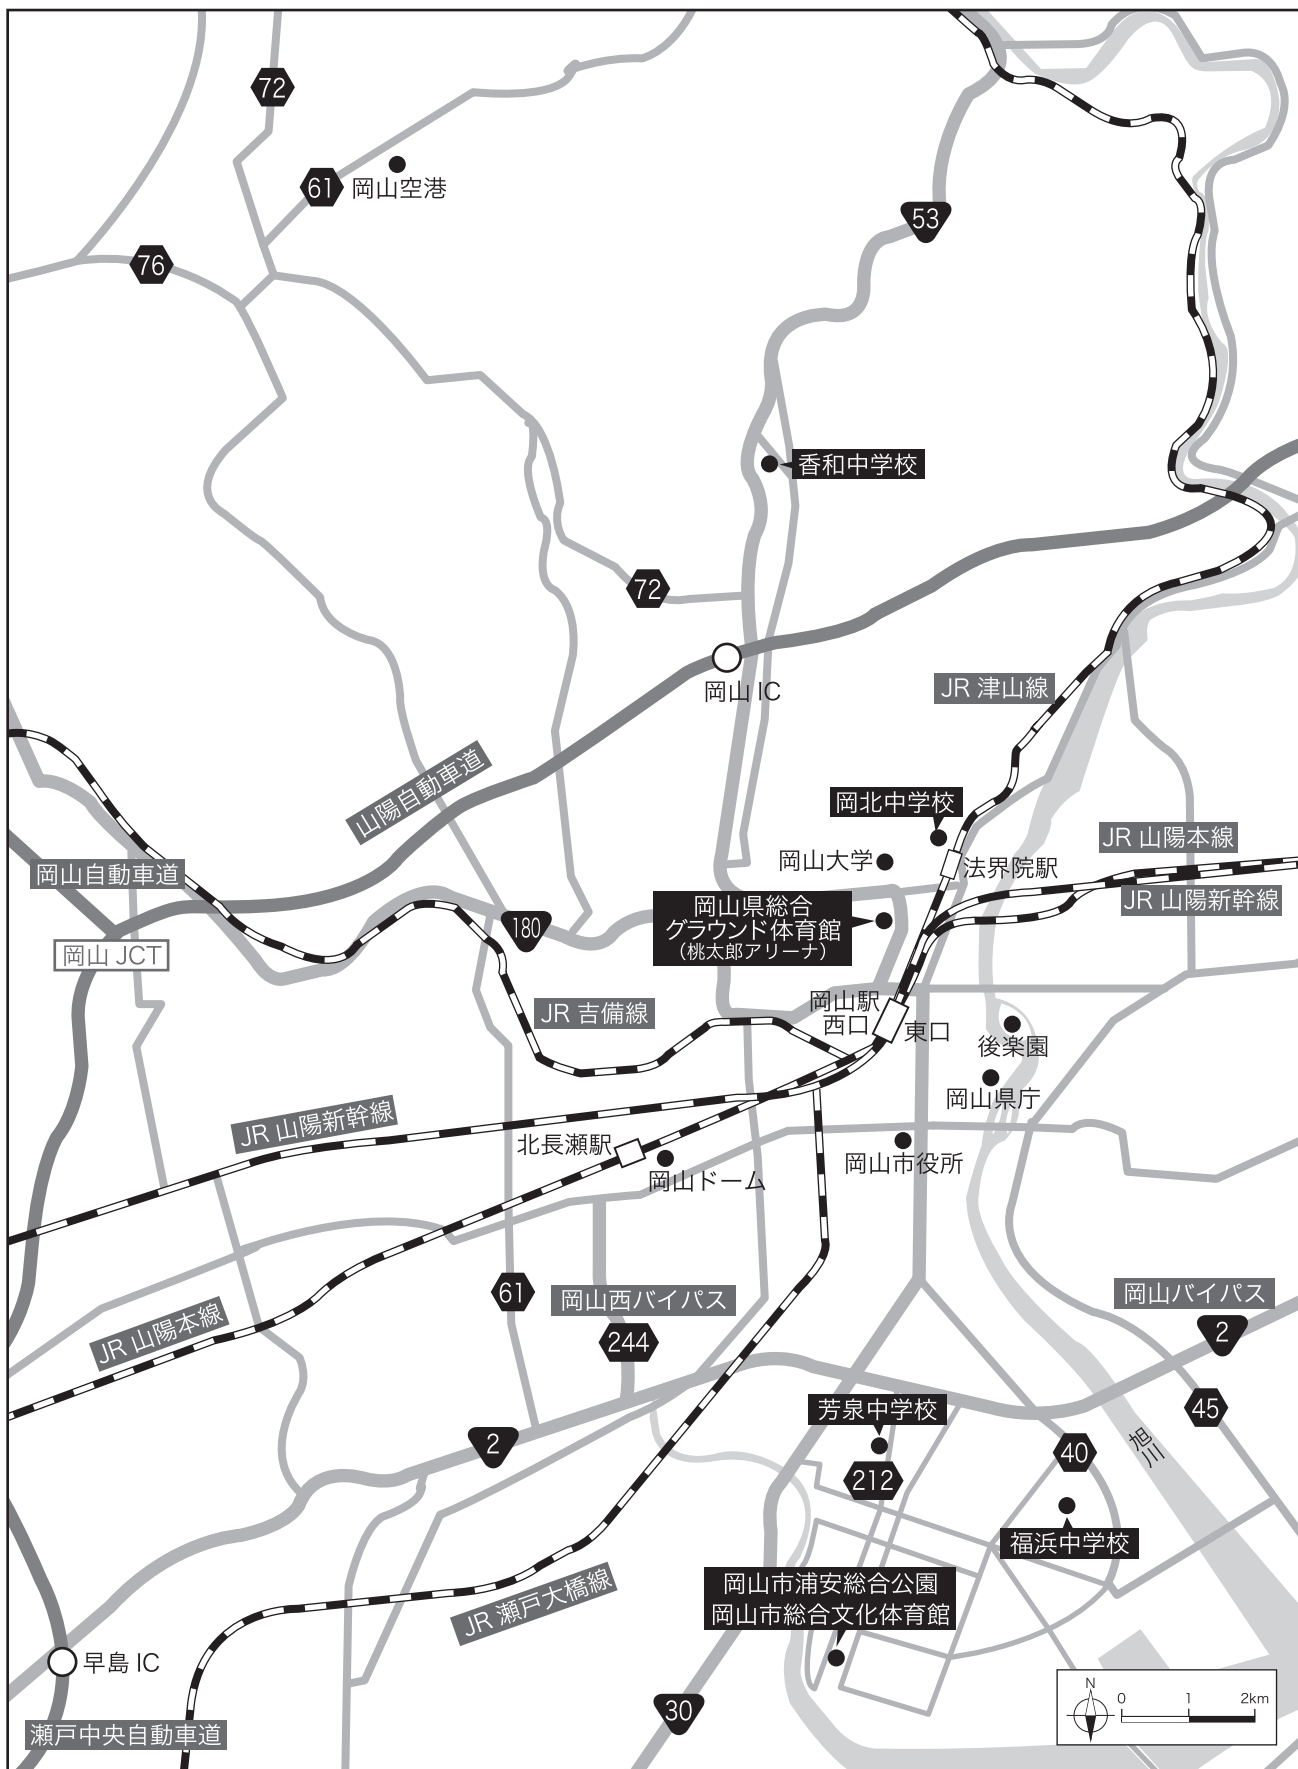 72
61
岡山空港
53
76
香和中学校
72
岡山 IC
JR 津山線
山陽自動車道
岡北中学校
JR 山陽本線
岡山大学
法界院駅
岡山自動車道
JR 山陽新幹線
岡山県総合
グラウンド体育館
(桃太郎アリーナ)
180
岡山 JCT
岡山駅
西口
東口
JR 吉備線
後楽園
岡山県庁
JR 山陽新幹線
北長瀬駅
岡山ドーム
岡山市役所
61
岡山西バイパス
岡山バイパス
2
JR 山陽本線
244
芳泉中学校
45
2
旭川
40
212
福浜中学校
岡山市浦安総合公園
岡山市総合文化体育館
JR 瀬戸大橋線
早島 IC
30
N
0 1 2km
瀬戸中央自動車道